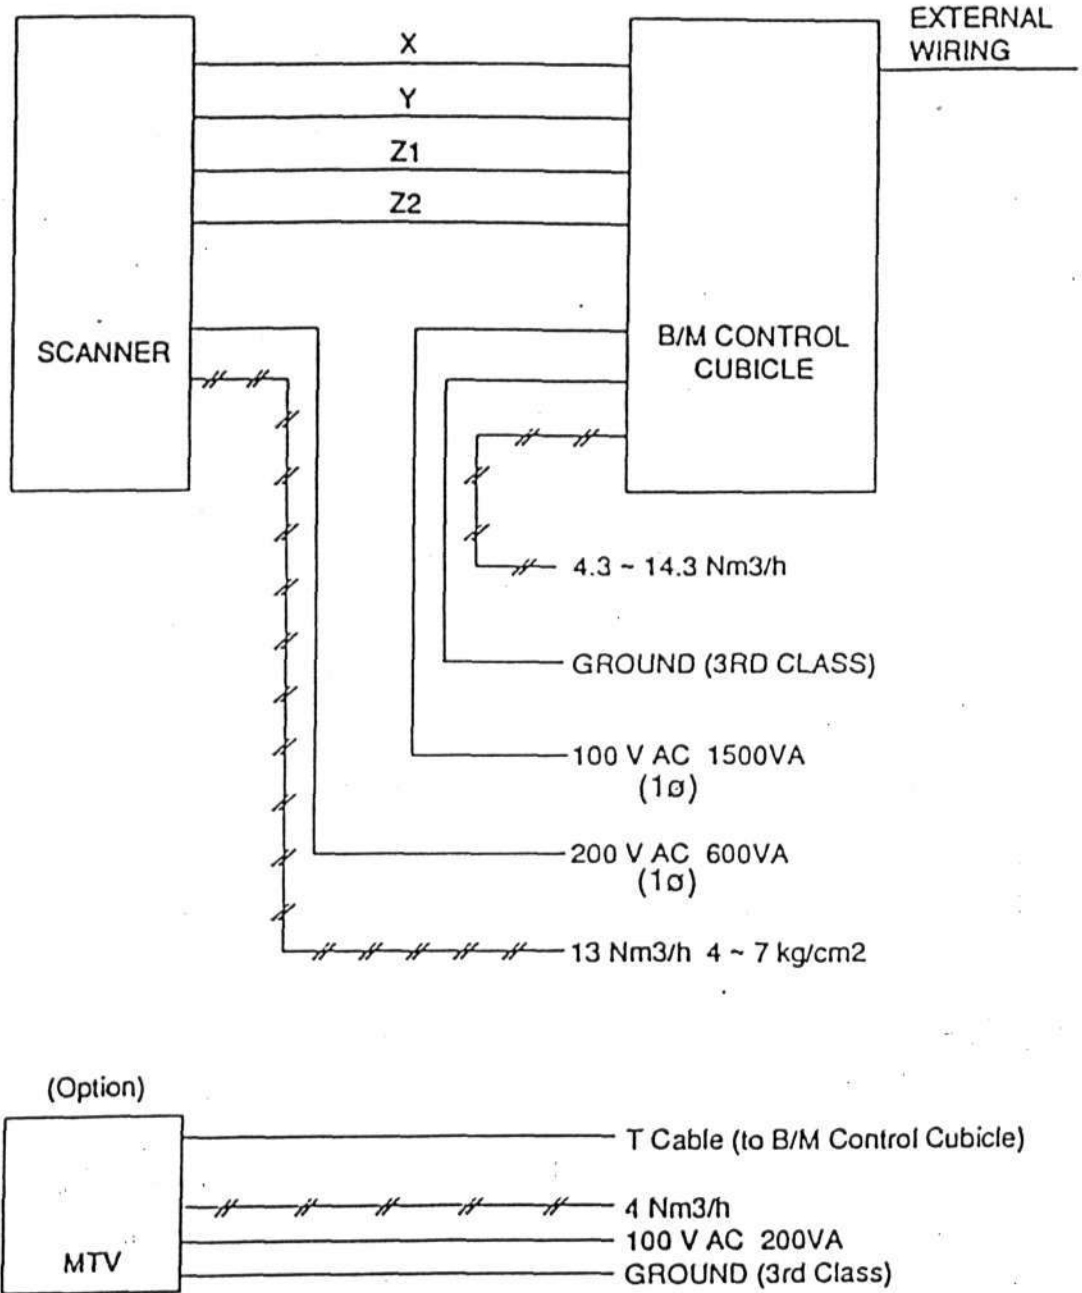 EXTERNAL
WIRING
X
Y
Z1
Z2
SCANNER
B/M CONTROL
CUBICLE
4.3 ~ 14.3 Nm3/h
GROUND (3RD CLASS)
100 V AC 1500VA
(1ø)
200 V AC 600VA
(1ø)
13 Nm3/h 4 ~ 7 kg/cm2
(Option)
MTV
T Cable (to B/M Control Cubicle)
4 Nm3/h
100 V AC 200VA
GROUND (3rd Class)